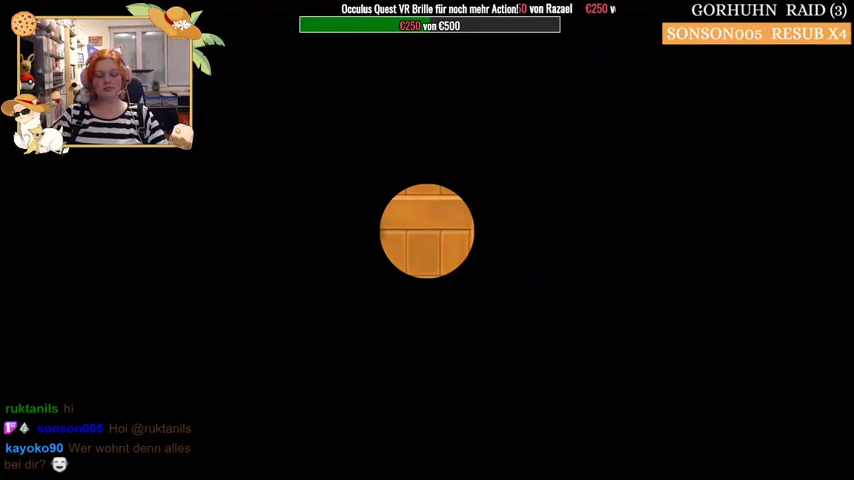 Occulus Quest VR Brille für noch mehr Action!50 von Razael €250 v
€250 von €500
GORHUHN RAID (3)
SONSON005 RESUB X4
ruktanils hi
sonson005 Hoi @ruktanils
kayoko90 Wer wohnt denn alles
bei dir?